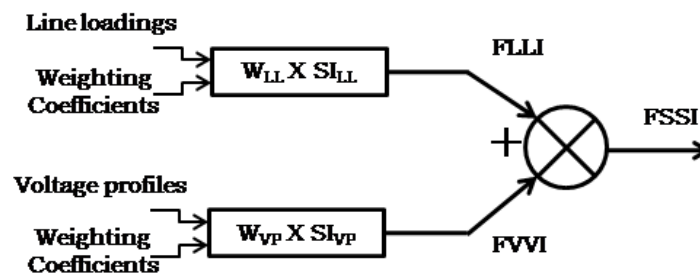 Line loadings
Weighting
Coefficients
W_LL X SI_LL
FLLI
+
FSSI
Voltage profiles
Weighting
Coefficients
W_VP X SI_VP
FVVI